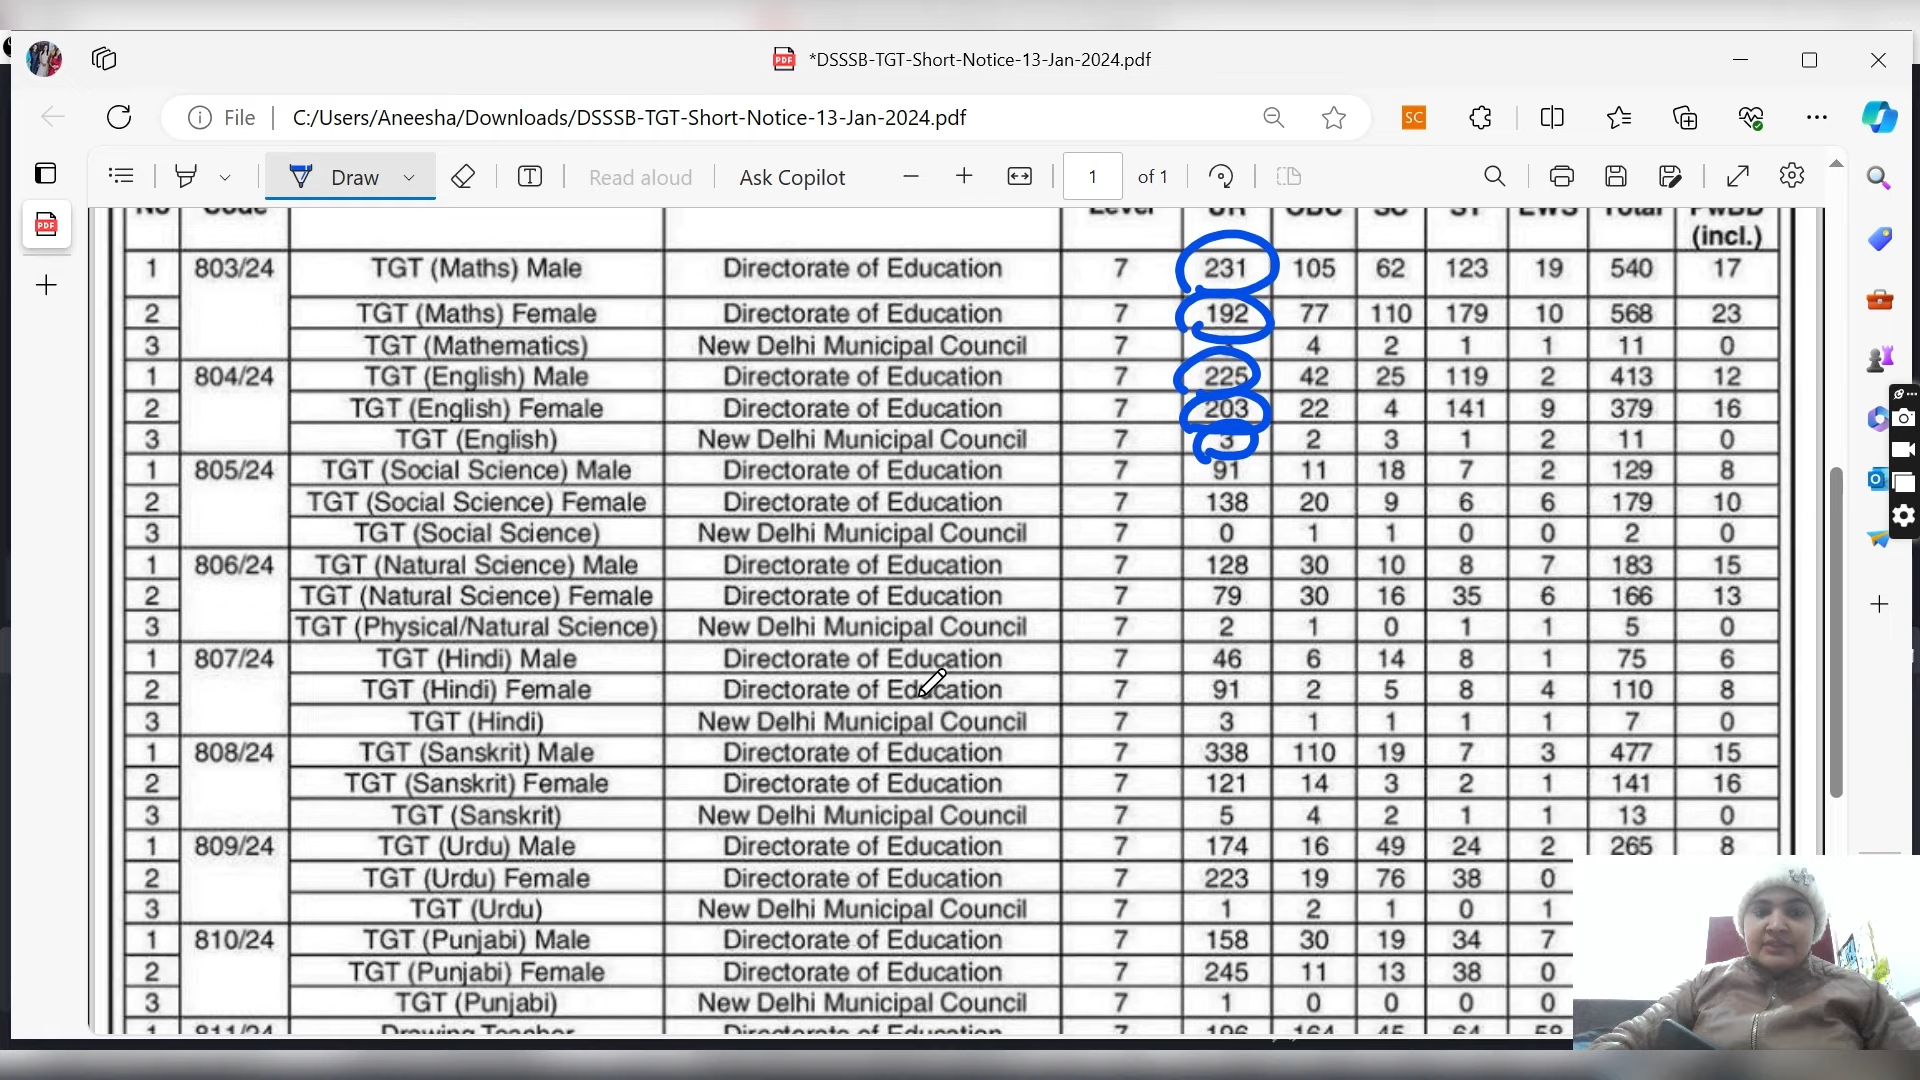 *DSSSB-TGT-Short-Notice-13-Jan-2024.pdf
File C:/Users/Aneesha/Downloads/DSSSB-TGT-Short-Notice-13-Jan-2024.pdf SC
Draw Read aloud Ask Copilot 1 of 1
No Code Level UR OBC SC ST EWS Total PwBD
(incl.)
1 803/24 TGT (Maths) Male Directorate of Education 7 231 105 62 123 19 540 17
2 TGT (Maths) Female Directorate of Education 7 192 77 110 179 10 568 23
3 TGT (Mathematics) New Delhi Municipal Council 7 4 2 1 1 11 0
1 804/24 TGT (English) Male Directorate of Education 7 225 42 25 119 2 413 12
2 TGT (English) Female Directorate of Education 7 203 22 4 141 9 379 16
3 TGT (English) New Delhi Municipal Council 7 3 2 3 1 2 11 0
1 805/24 TGT (Social Science) Male Directorate of Education 7 91 11 18 7 2 129 8
2 TGT (Social Science) Female Directorate of Education 7 138 20 9 6 6 179 10
3 TGT (Social Science) New Delhi Municipal Council 7 0 1 1 0 0 2 0
1 806/24 TGT (Natural Science) Male Directorate of Education 7 128 30 10 8 7 183 15
2 TGT (Natural Science) Female Directorate of Education 7 79 30 16 35 6 166 13
3 TGT (Physical/Natural Science) New Delhi Municipal Council 7 2 1 0 1 1 5 0
1 807/24 TGT (Hindi) Male Directorate of Education 7 46 6 14 8 1 75 6
2 TGT (Hindi) Female Directorate of Education 7 91 2 5 8 4 110 8
3 TGT (Hindi) New Delhi Municipal Council 7 3 1 1 1 1 7 0
1 808/24 TGT (Sanskrit) Male Directorate of Education 7 338 110 19 7 3 477 15
2 TGT (Sanskrit) Female Directorate of Education 7 121 14 3 2 1 141 16
3 TGT (Sanskrit) New Delhi Municipal Council 7 5 4 2 1 1 13 0
1 809/24 TGT (Urdu) Male Directorate of Education 7 174 16 49 24 2 265 8
2 TGT (Urdu) Female Directorate of Education 7 223 19 76 38 0
3 TGT (Urdu) New Delhi Municipal Council 7 1 2 1 0 1
1 810/24 TGT (Punjabi) Male Directorate of Education 7 158 30 19 34 7
2 TGT (Punjabi) Female Directorate of Education 7 245 11 13 38 0
3 TGT (Punjabi) New Delhi Municipal Council 7 1 0 0 0 0
1 811/24 Drawing Teacher Directorate of Education 7